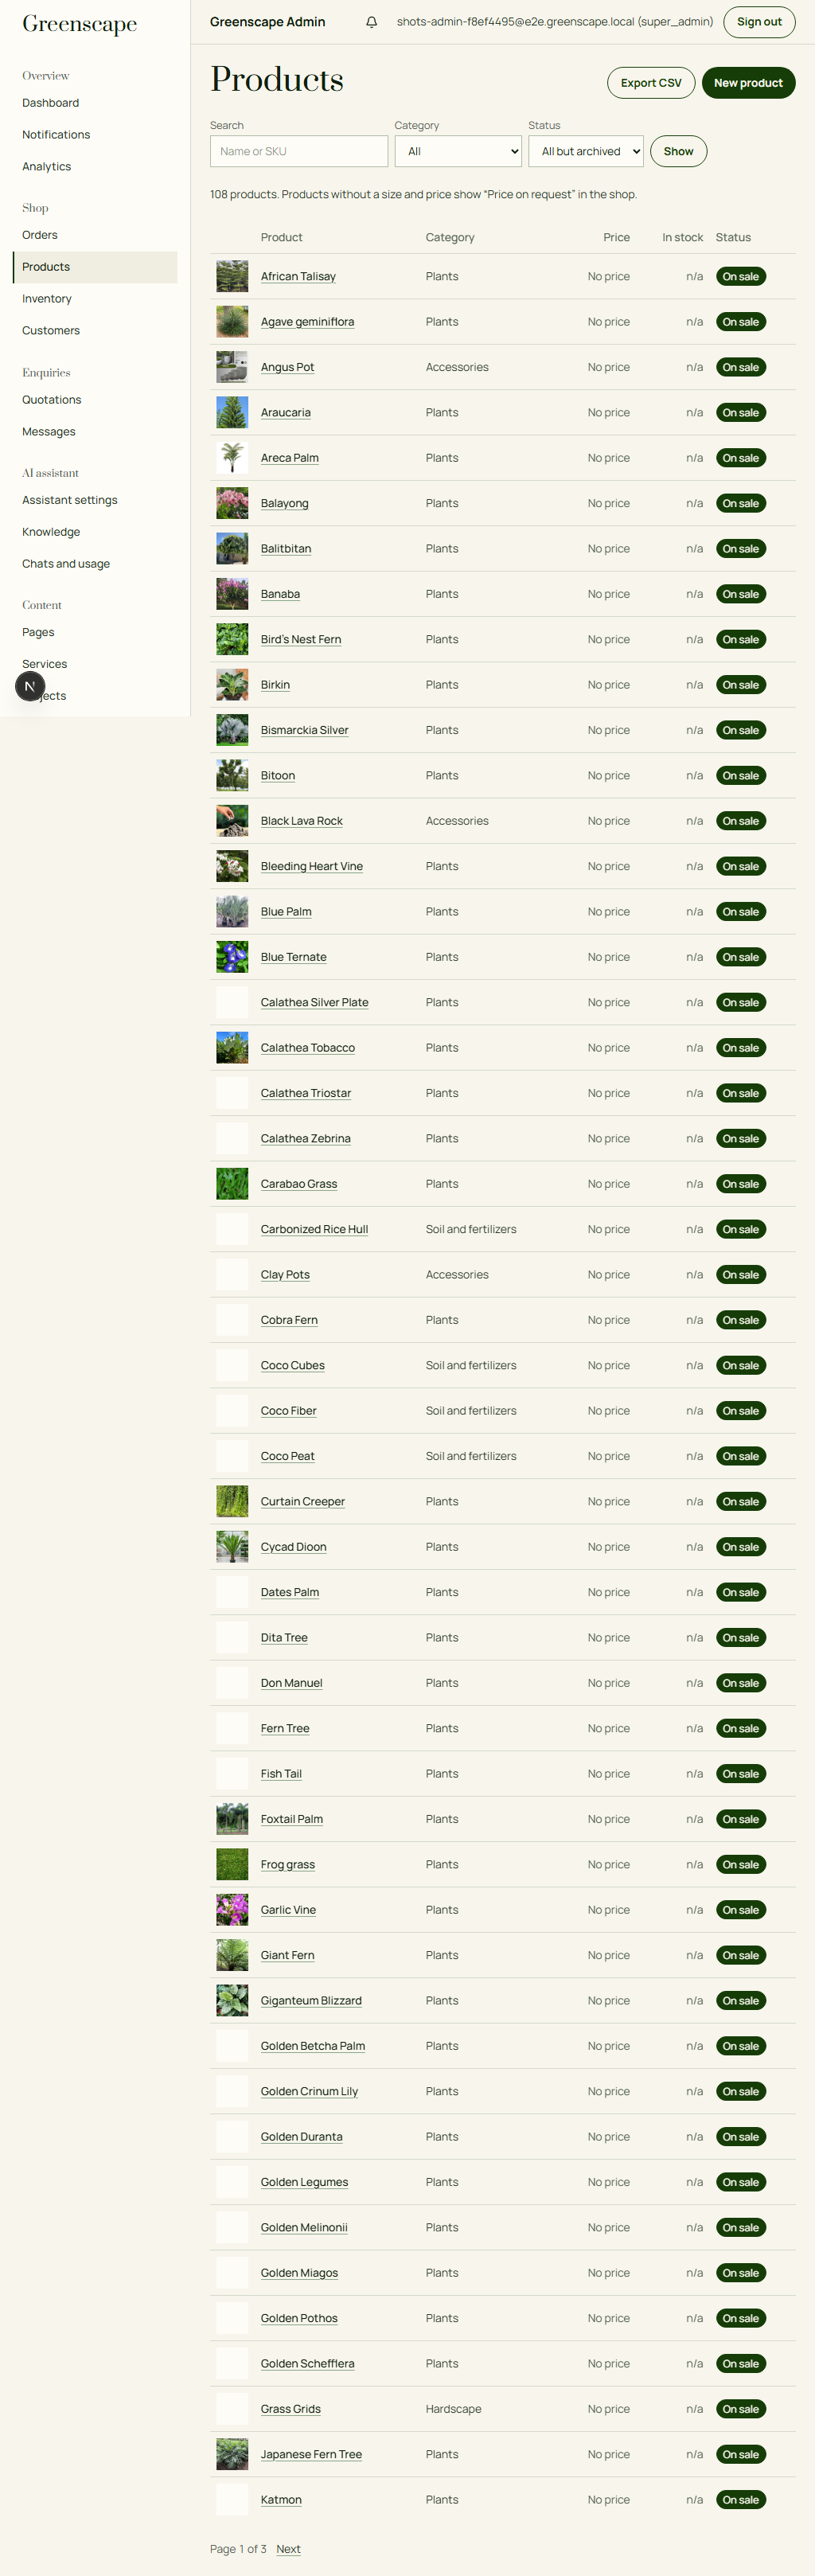 Greenscape
Overview
Dashboard
Notifications
Analytics
Shop
Orders
Products
Inventory
Customers
Enquiries
Quotations
Messages
AI assistant
Assistant settings
Knowledge
Chats and usage
Content
Pages
Services
jects
Greenscape Admin
shots-admin-f8ef4495@e2e.greenscape.local (super_admin) Sign out
Products
Export CSV New product
Search Category Status
Name or SKU All All but archived Show
108 products. Products without a size and price show “Price on request” in the shop.
Product Category Price In stock Status
African Talisay Plants No price n/a On sale
Agave geminiflora Plants No price n/a On sale
Angus Pot Accessories No price n/a On sale
Araucaria Plants No price n/a On sale
Areca Palm Plants No price n/a On sale
Balayong Plants No price n/a On sale
Balitbitan Plants No price n/a On sale
Banaba Plants No price n/a On sale
Bird's Nest Fern Plants No price n/a On sale
Birkin Plants No price n/a On sale
Bismarckia Silver Plants No price n/a On sale
Bitoon Plants No price n/a On sale
Black Lava Rock Accessories No price n/a On sale
Bleeding Heart Vine Plants No price n/a On sale
Blue Palm Plants No price n/a On sale
Blue Ternate Plants No price n/a On sale
Calathea Silver Plate Plants No price n/a On sale
Calathea Tobacco Plants No price n/a On sale
Calathea Triostar Plants No price n/a On sale
Calathea Zebrina Plants No price n/a On sale
Carabao Grass Plants No price n/a On sale
Carbonized Rice Hull Soil and fertilizers No price n/a On sale
Clay Pots Accessories No price n/a On sale
Cobra Fern Plants No price n/a On sale
Coco Cubes Soil and fertilizers No price n/a On sale
Coco Fiber Soil and fertilizers No price n/a On sale
Coco Peat Soil and fertilizers No price n/a On sale
Curtain Creeper Plants No price n/a On sale
Cycad Dioon Plants No price n/a On sale
Dates Palm Plants No price n/a On sale
Dita Tree Plants No price n/a On sale
Don Manuel Plants No price n/a On sale
Fern Tree Plants No price n/a On sale
Fish Tail Plants No price n/a On sale
Foxtail Palm Plants No price n/a On sale
Frog grass Plants No price n/a On sale
Garlic Vine Plants No price n/a On sale
Giant Fern Plants No price n/a On sale
Giganteum Blizzard Plants No price n/a On sale
Golden Betcha Palm Plants No price n/a On sale
Golden Crinum Lily Plants No price n/a On sale
Golden Duranta Plants No price n/a On sale
Golden Legumes Plants No price n/a On sale
Golden Melinonii Plants No price n/a On sale
Golden Miagos Plants No price n/a On sale
Golden Pothos Plants No price n/a On sale
Golden Schefflera Plants No price n/a On sale
Grass Grids Hardscape No price n/a On sale
Japanese Fern Tree Plants No price n/a On sale
Katmon Plants No price n/a On sale
Page 1 of 3 Next